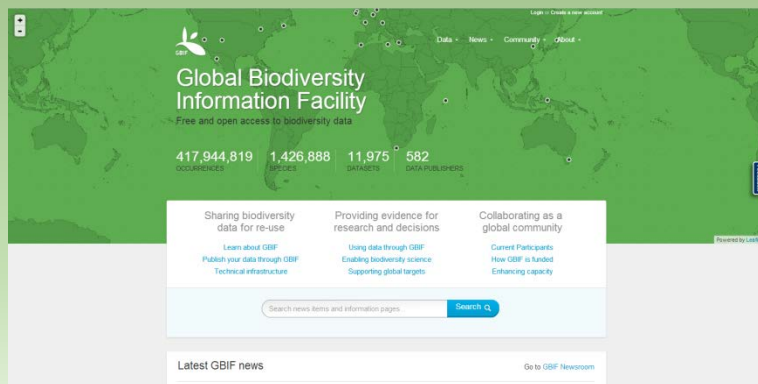 +
-
Login or Create a new account
GBIF
Data
News
Community
About
Global Biodiversity
Information Facility
Free and open access to biodiversity data
417,944,819 1,426,888 11,975 582
OCCURRENCES SPECIES DATASETS DATA PUBLISHERS
Sharing biodiversity
data for re-use
Learn about GBIF
Publish your data through GBIF
Technical infrastructure
Providing evidence for
research and decisions
Using data through GBIF
Enabling biodiversity science
Supporting global targets
Collaborating as a
global community
Current Participants
How GBIF is funded
Enhancing capacity
Powered by
Search news items and information pages...
Search
Latest GBIF news
Go to GBIF Newsroom